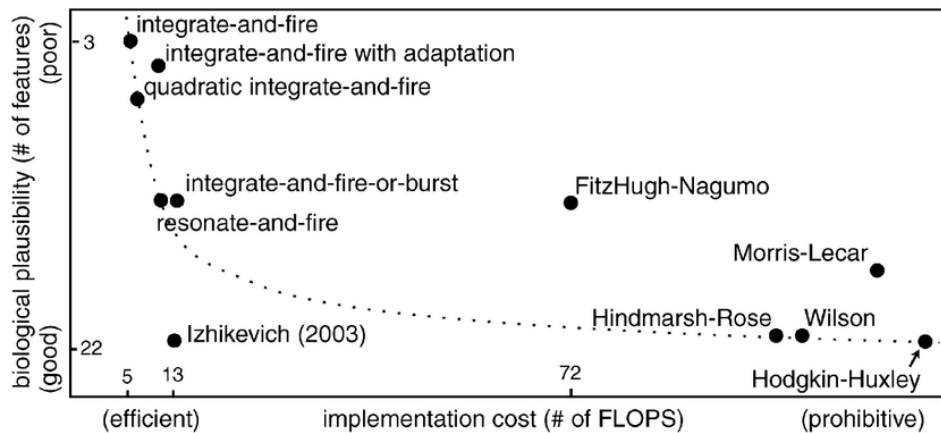 integrate-and-fire
3
integrate-and-fire with adaptation
quadratic integrate-and-fire
integrate-and-fire-or-burst
resonate-and-fire
FitzHugh-Nagumo
Morris-Lecar
Hindmarsh-Rose
Wilson
Izhikevich (2003)
22
Hodgkin-Huxley
biological plausibility (# of features)
(good)
(poor)
5
13
72
(efficient)
implementation cost (# of FLOPS)
(prohibitive)